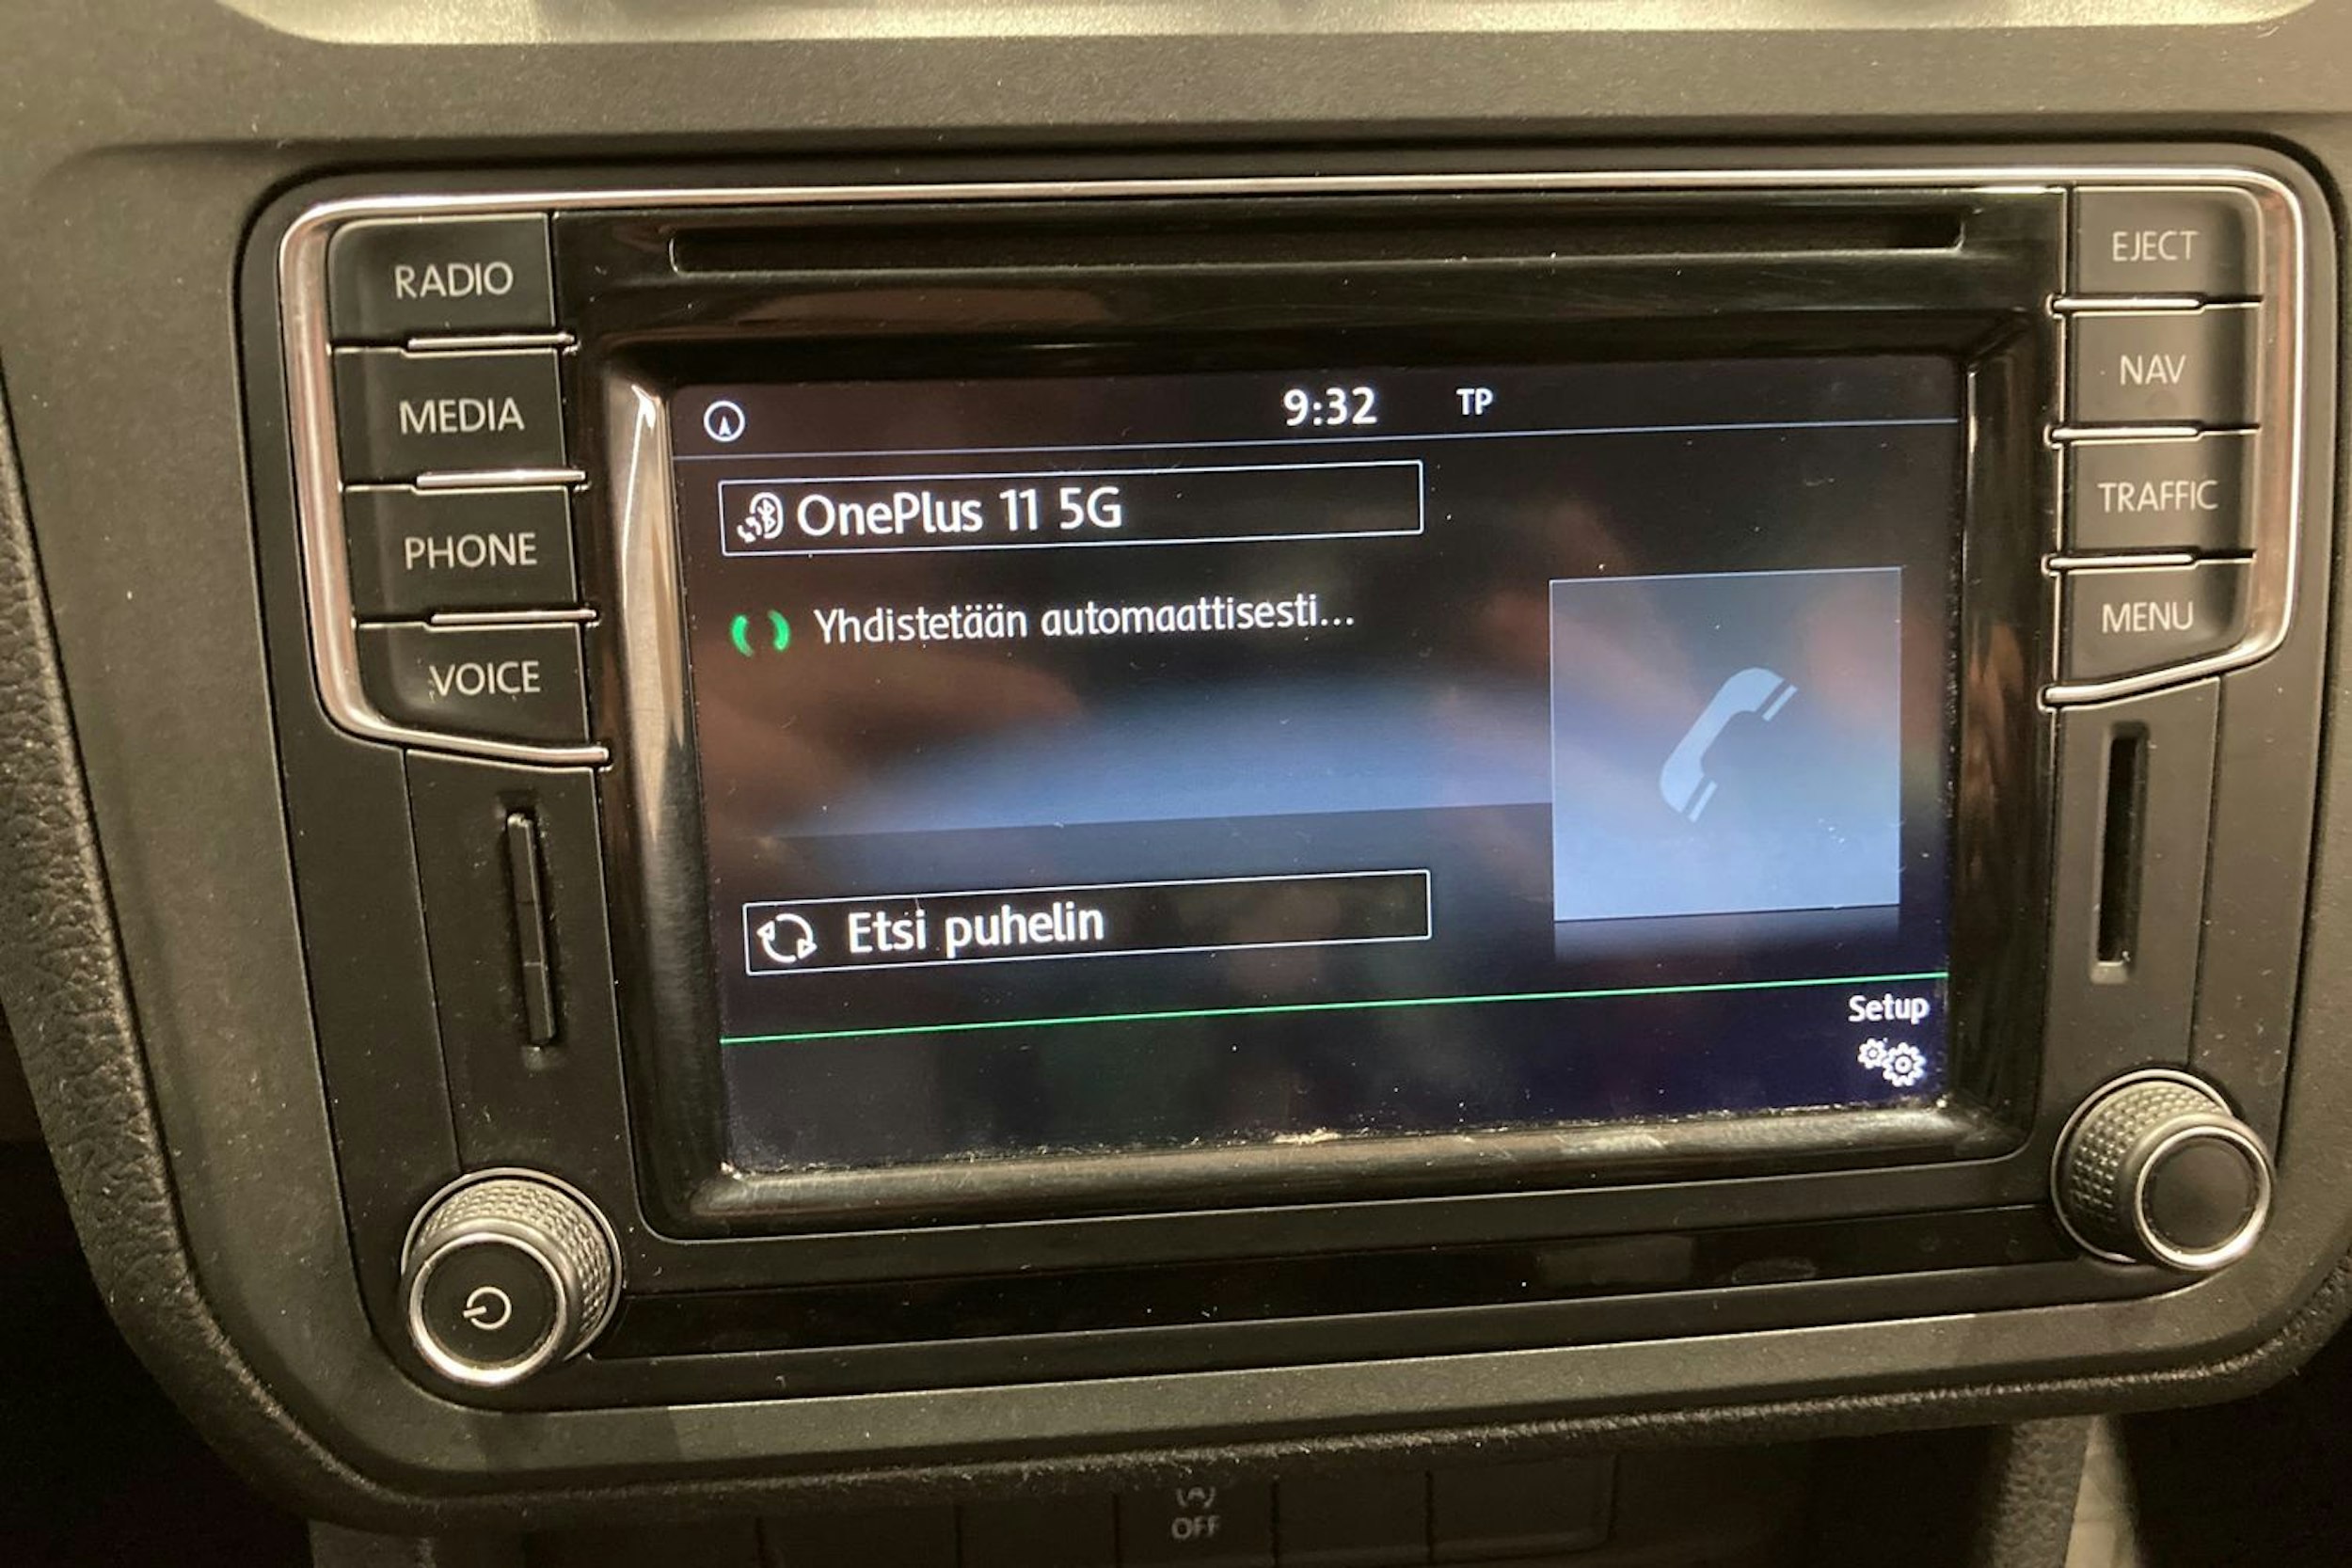 RADIO
MEDIA
PHONE
VOICE
9:32 TP
OnePlus 11 5G
Yhdistetään automaattisesti...
Etsi puhelin
Setup
EJECT
NAV
TRAFFIC
MENU
(A)
OFF